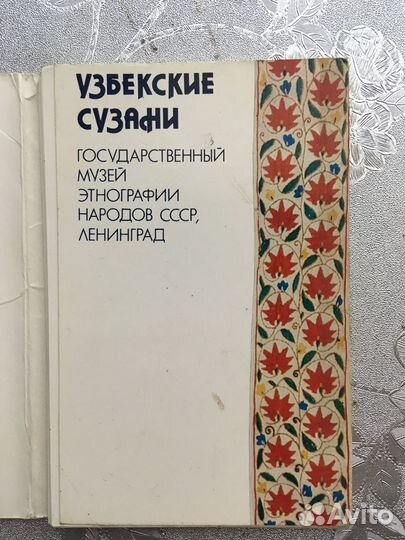 УЗБЕКСКИЕ
СУЗАНИ
ГОСУДАРСТВЕННЫЙ
МУЗЕЙ
ЭТНОГРАФИИ
НАРОДОВ СССР,
ЛЕНИНГРАД
Avito